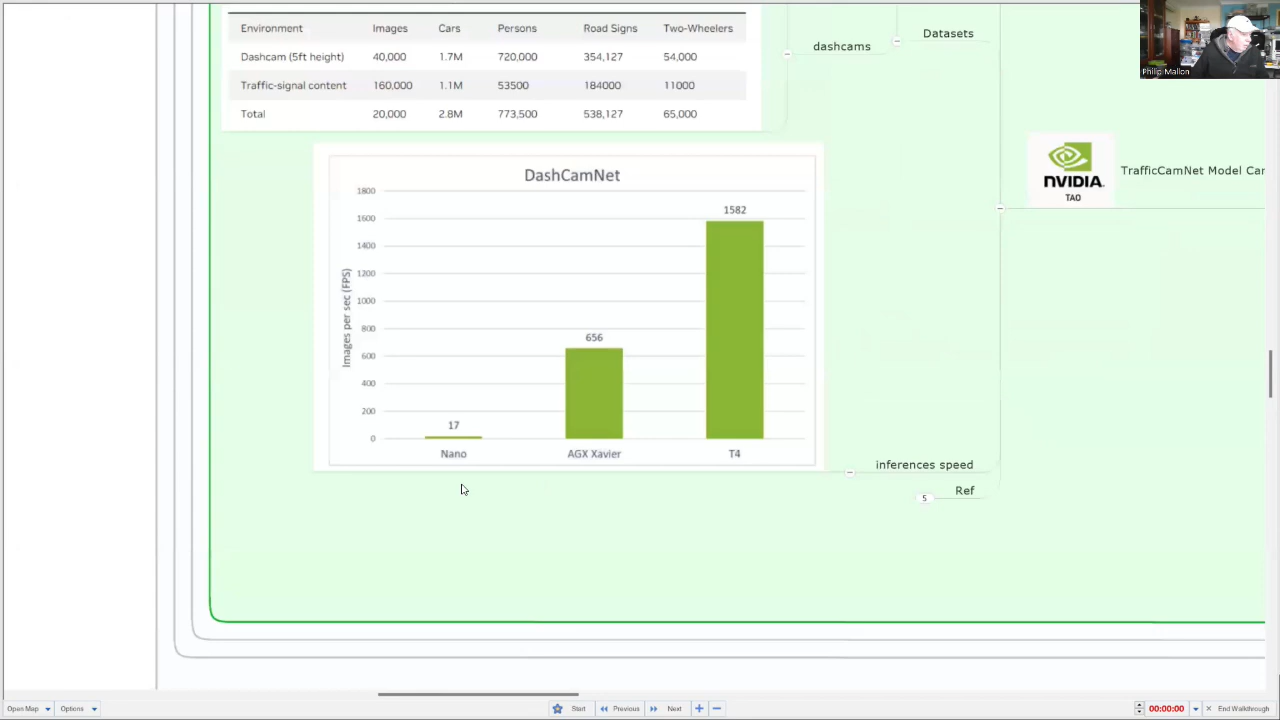 Environment Images Cars Persons Road Signs Two-Wheelers
Dashcam (5ft height) 40,000 1.7M 720,000 354,127 54,000
Traffic-signal content 160,000 1.1M 53500 184000 11000
Total 20,000 2.8M 773,500 538,127 65,000
dashcams
Datasets
Philip Mallon
NVIDIA.
TAO
TrafficCamNet Model Car
DashCamNet
Images per sec (FPS)
1800
1600
1400
1200
1000
800
600
400
200
0
17
656
1582
Nano AGX Xavier T4
inferences speed
5 Ref
Open Map Options Start Previous Next 00:00:00 End Walkthrough